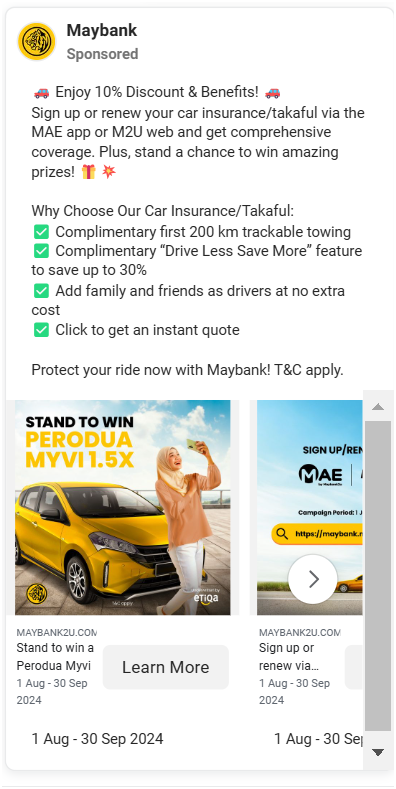 Maybank
Sponsored
🚗 Enjoy 10% Discount & Benefits! 🚗
Sign up or renew your car insurance/takaful via the
MAE app or M2U web and get comprehensive
coverage. Plus, stand a chance to win amazing
prizes! 🎁 💥
Why Choose Our Car Insurance/Takaful:
✅ Complimentary first 200 km trackable towing
✅ Complimentary “Drive Less Save More” feature
to save up to 30%
✅ Add family and friends as drivers at no extra
cost
✅ Click to get an instant quote
Protect your ride now with Maybank! T&C apply.
STAND TO WIN
PERODUA
MYVI 1.5X
T&C apply
etiqa
SIGN UP/REN
MAE
by Maybank2u
Campaign Period: 1 J
https://maybank.m
MAYBANK2U.COM
Stand to win a
Perodua Myvi
1 Aug - 30 Sep
2024
Learn More
MAYBANK2U.COM
Sign up or
renew via...
1 Aug - 30 Sep
2024
1 Aug - 30 Sep 2024
1 Aug - 30 Sep